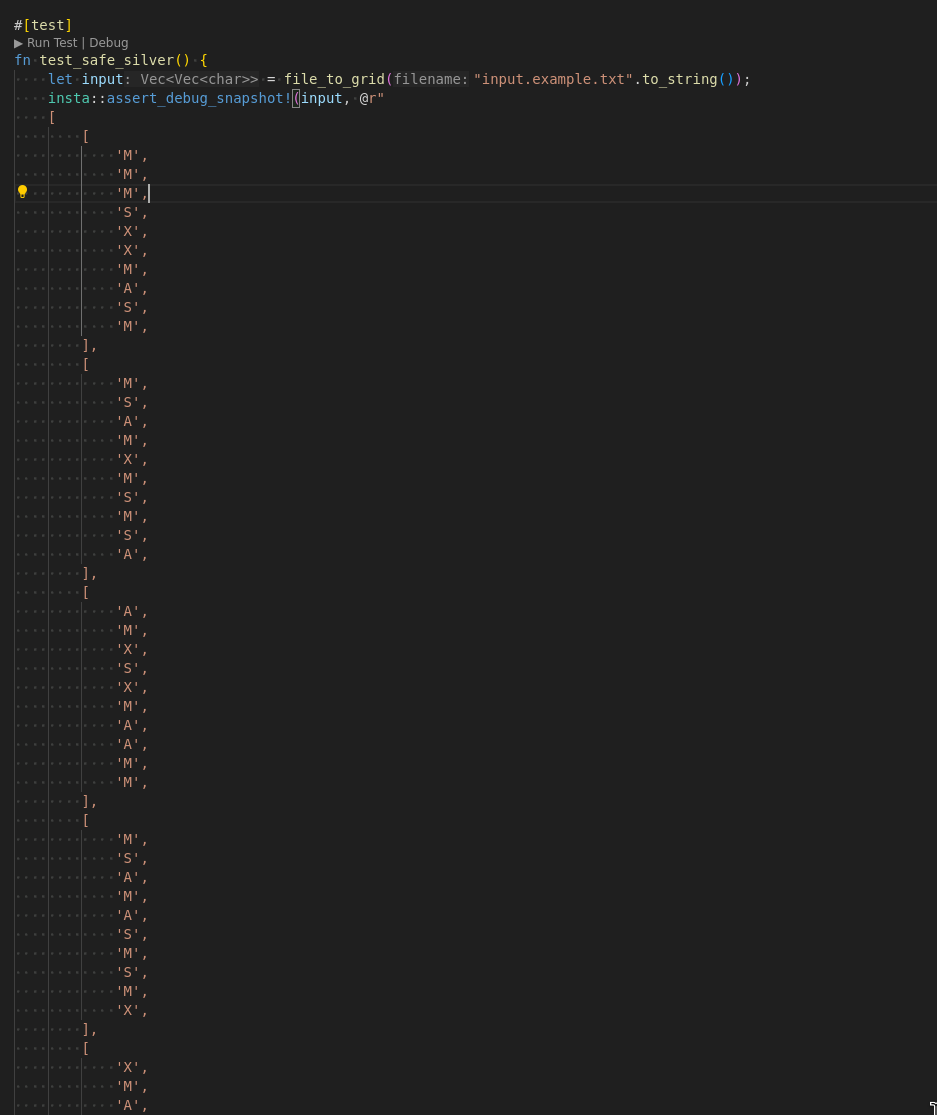 #[test]
▶ Run Test | Debug
fn test_safe_silver() {
let input: Vec<Vec<char>> = file_to_grid(filename: "input.example.txt".to_string());
insta::assert_debug_snapshot!(input, @r"
[
[
'M',
'M',
'M',
'S',
'X',
'X',
'M',
'A',
'S',
'M',
],
[
'M',
'S',
'A',
'M',
'X',
'M',
'S',
'M',
'S',
'A',
],
[
'A',
'M',
'X',
'S',
'X',
'M',
'A',
'A',
'M',
'M',
],
[
'M',
'S',
'A',
'M',
'A',
'S',
'M',
'S',
'M',
'X',
],
[
'X',
'M',
'A',